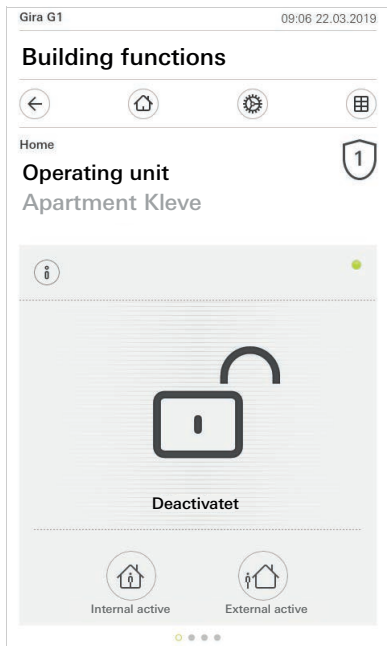 Gira G1 09:06 22.03.2019
Building functions
Home
1
Operating unit
Apartment Kleve
Deactivatet
Internal active External active